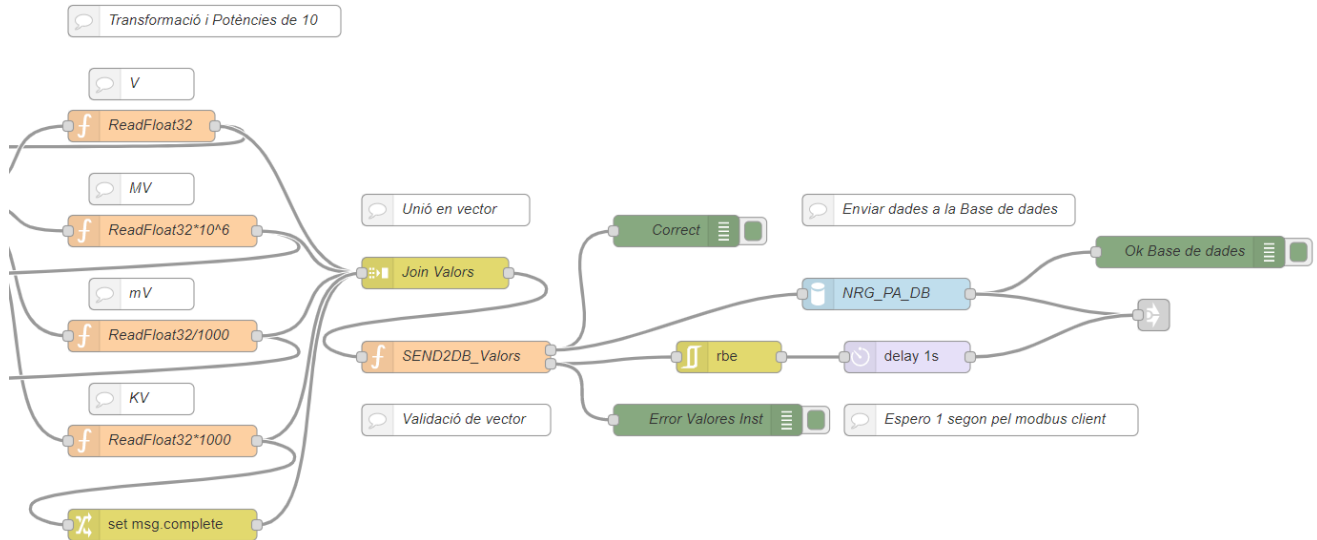 Transformació i Potències de 10
V
ReadFloat32
MV
ReadFloat32*10^6
mV
ReadFloat32/1000
KV
ReadFloat32*1000
set msg.complete
Unió en vector
Join Valors
SEND2DB_Valors
Validació de vector
Correct
rbe
Error Valores Inst
Enviar dades a la Base de dades
NRG_PA_DB
delay 1s
Espero 1 segon pel modbus client
Ok Base de dades